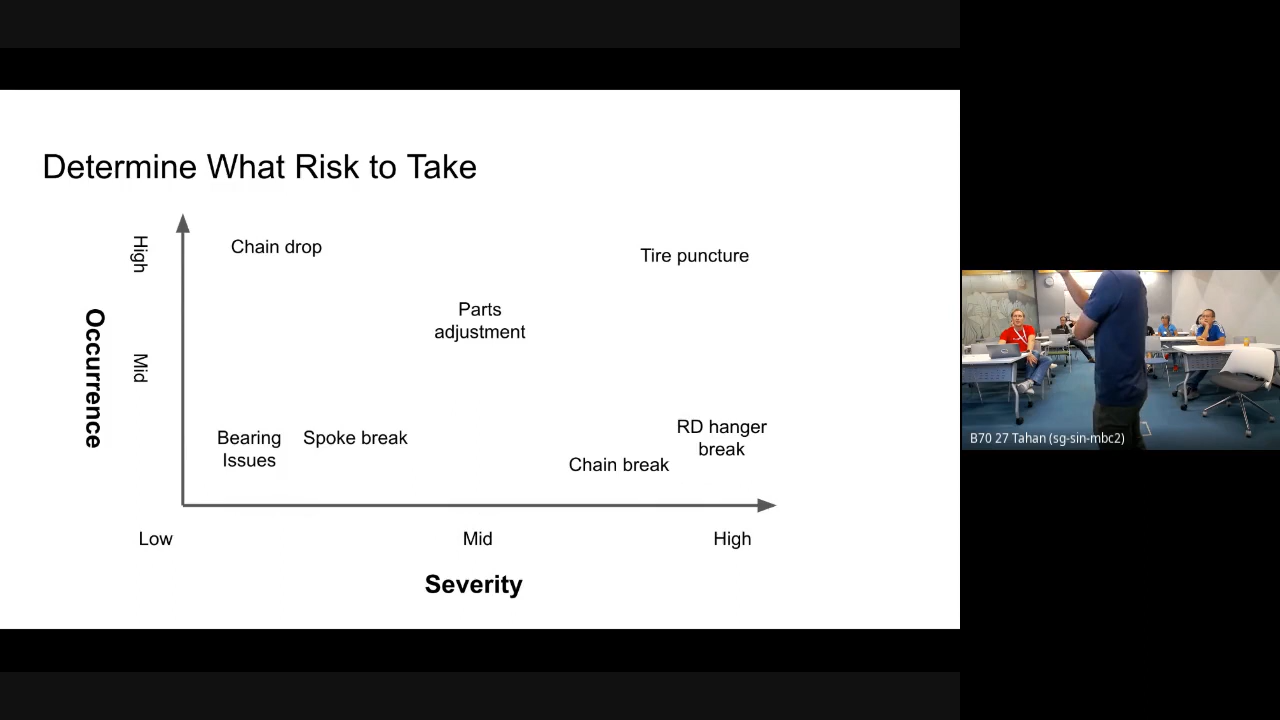 Determine What Risk to Take
High
Chain drop
Tire puncture
Parts
adjustment
Occurrence
Mid
Bearing
Issues
Spoke break
RD hanger
break
Chain break
Low
Mid
High
Severity
B70 27 Tahan (sg-sin-mbc2)